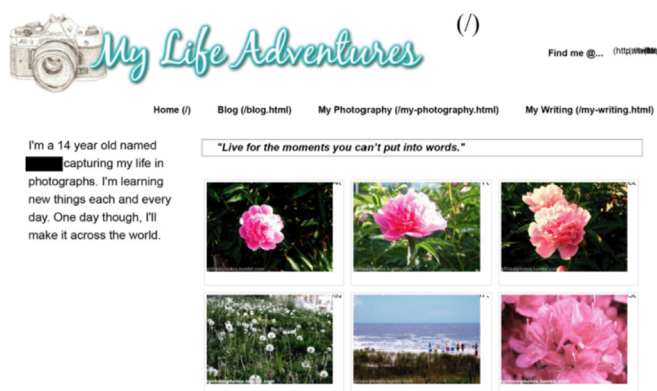 (/)
My Life Adventures
Find me @...
Home (/) Blog (/blog.html) My Photography (/my-photography.html) My Writing (/my-writing.html)
I'm a 14 year old named
capturing my life in
photographs. I'm learning
new things each and every
day. One day though, I'll
make it across the world.
"Live for the moments you can't put into words."